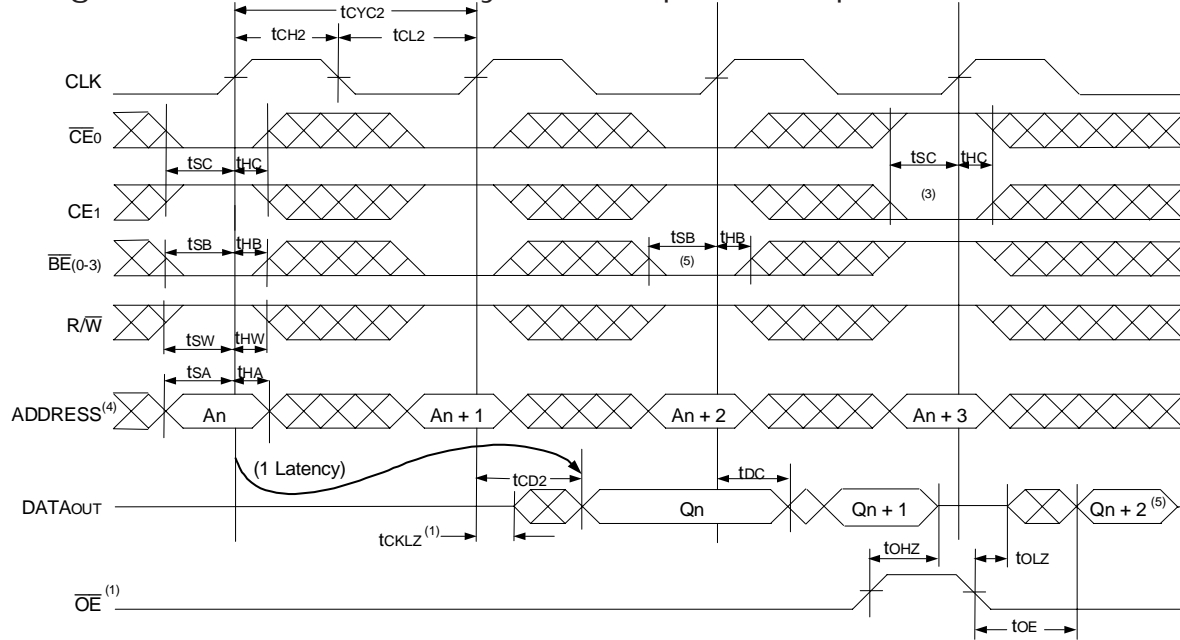 tCYC2
tCH2 tCL2
CLK
CE0
tSC tHC tSC tHC
(3)
CE1
tSB tHB tSB tHB
(5)
BE(0-3)
R/W
tSW tHW
tSA tHA
ADDRESS(4) An An + 1 An + 2 An + 3
(1 Latency)
tCD2 tDC
DATAOUT Qn Qn + 1 Qn + 2 (5)
tCKLZ (1)
tOHZ tOLZ
OE (1)
tOE